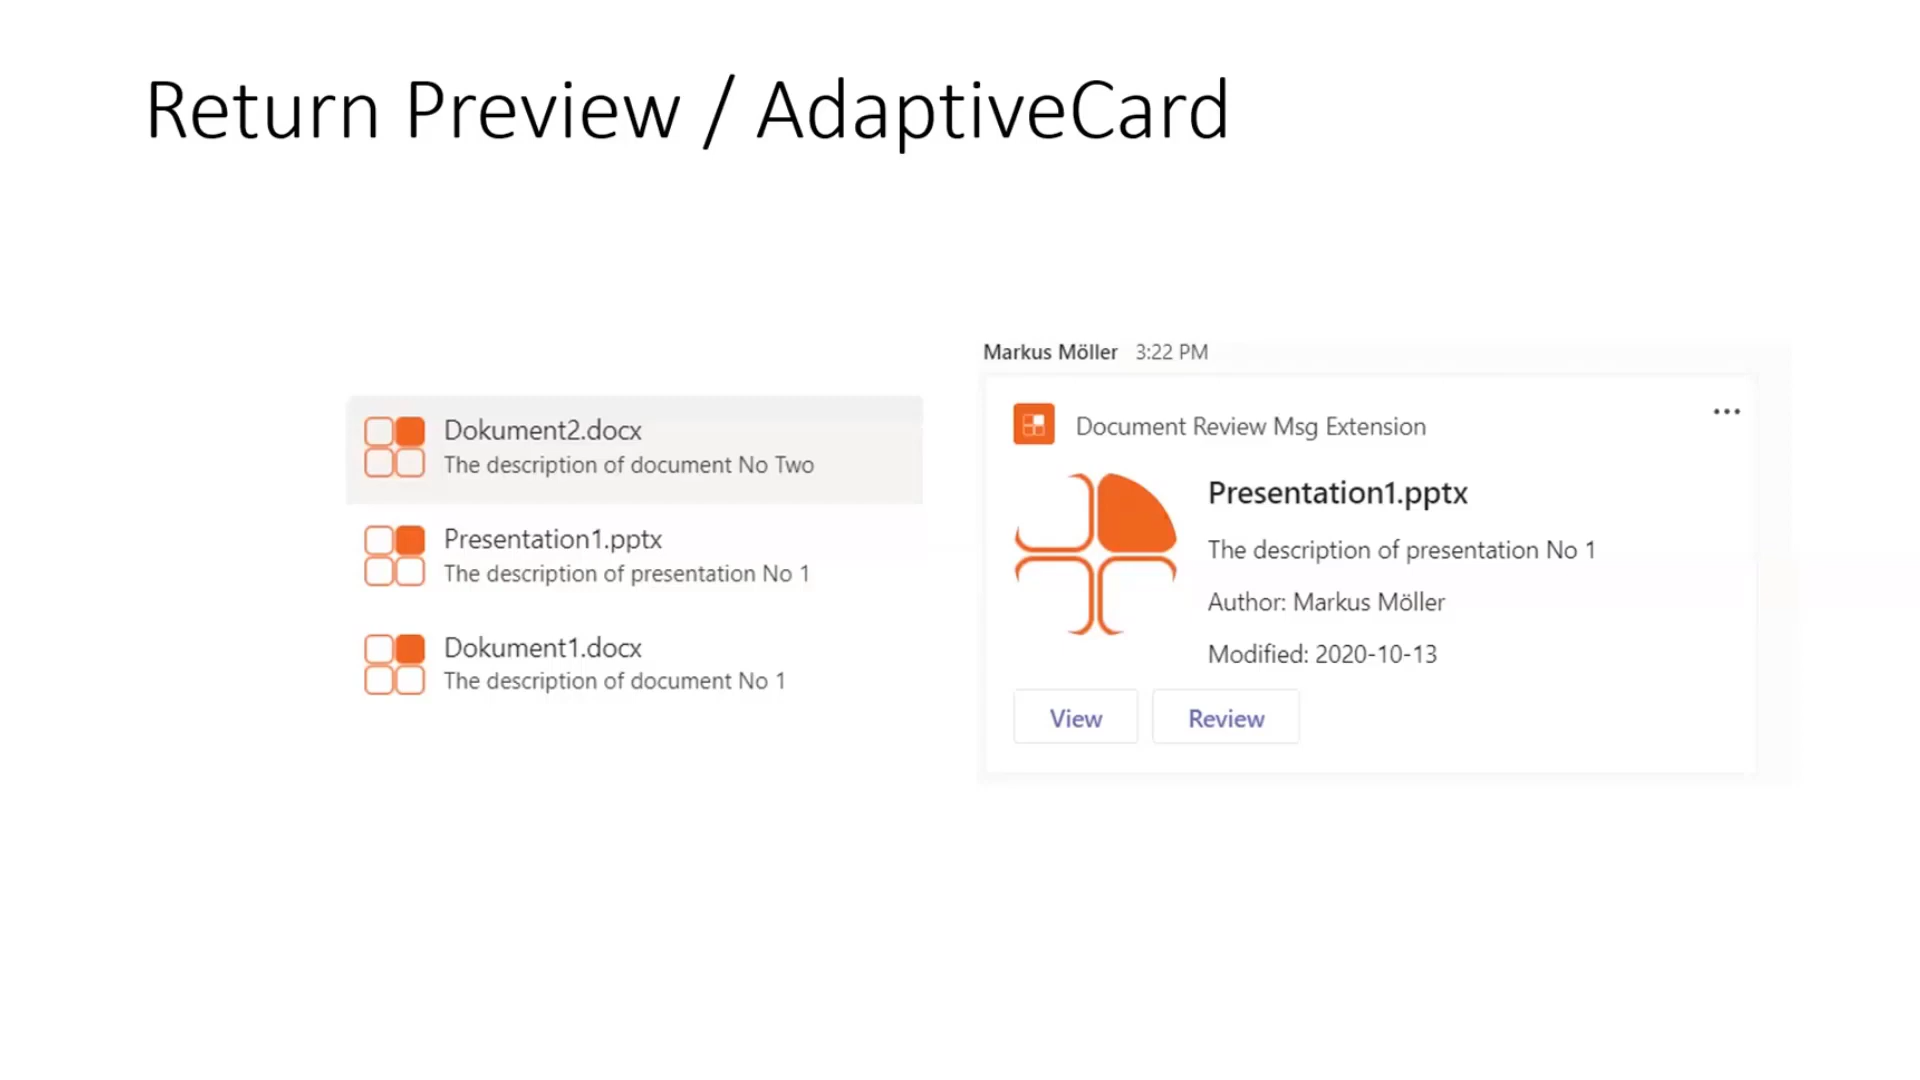 Return Preview / AdaptiveCard
Dokument2.docx
The description of document No Two
Presentation1.pptx
The description of presentation No 1
Dokument1.docx
The description of document No 1
Markus Möller 3:22 PM
Document Review Msg Extension
Presentation1.pptx
The description of presentation No 1
Author: Markus Möller
Modified: 2020-10-13
View Review